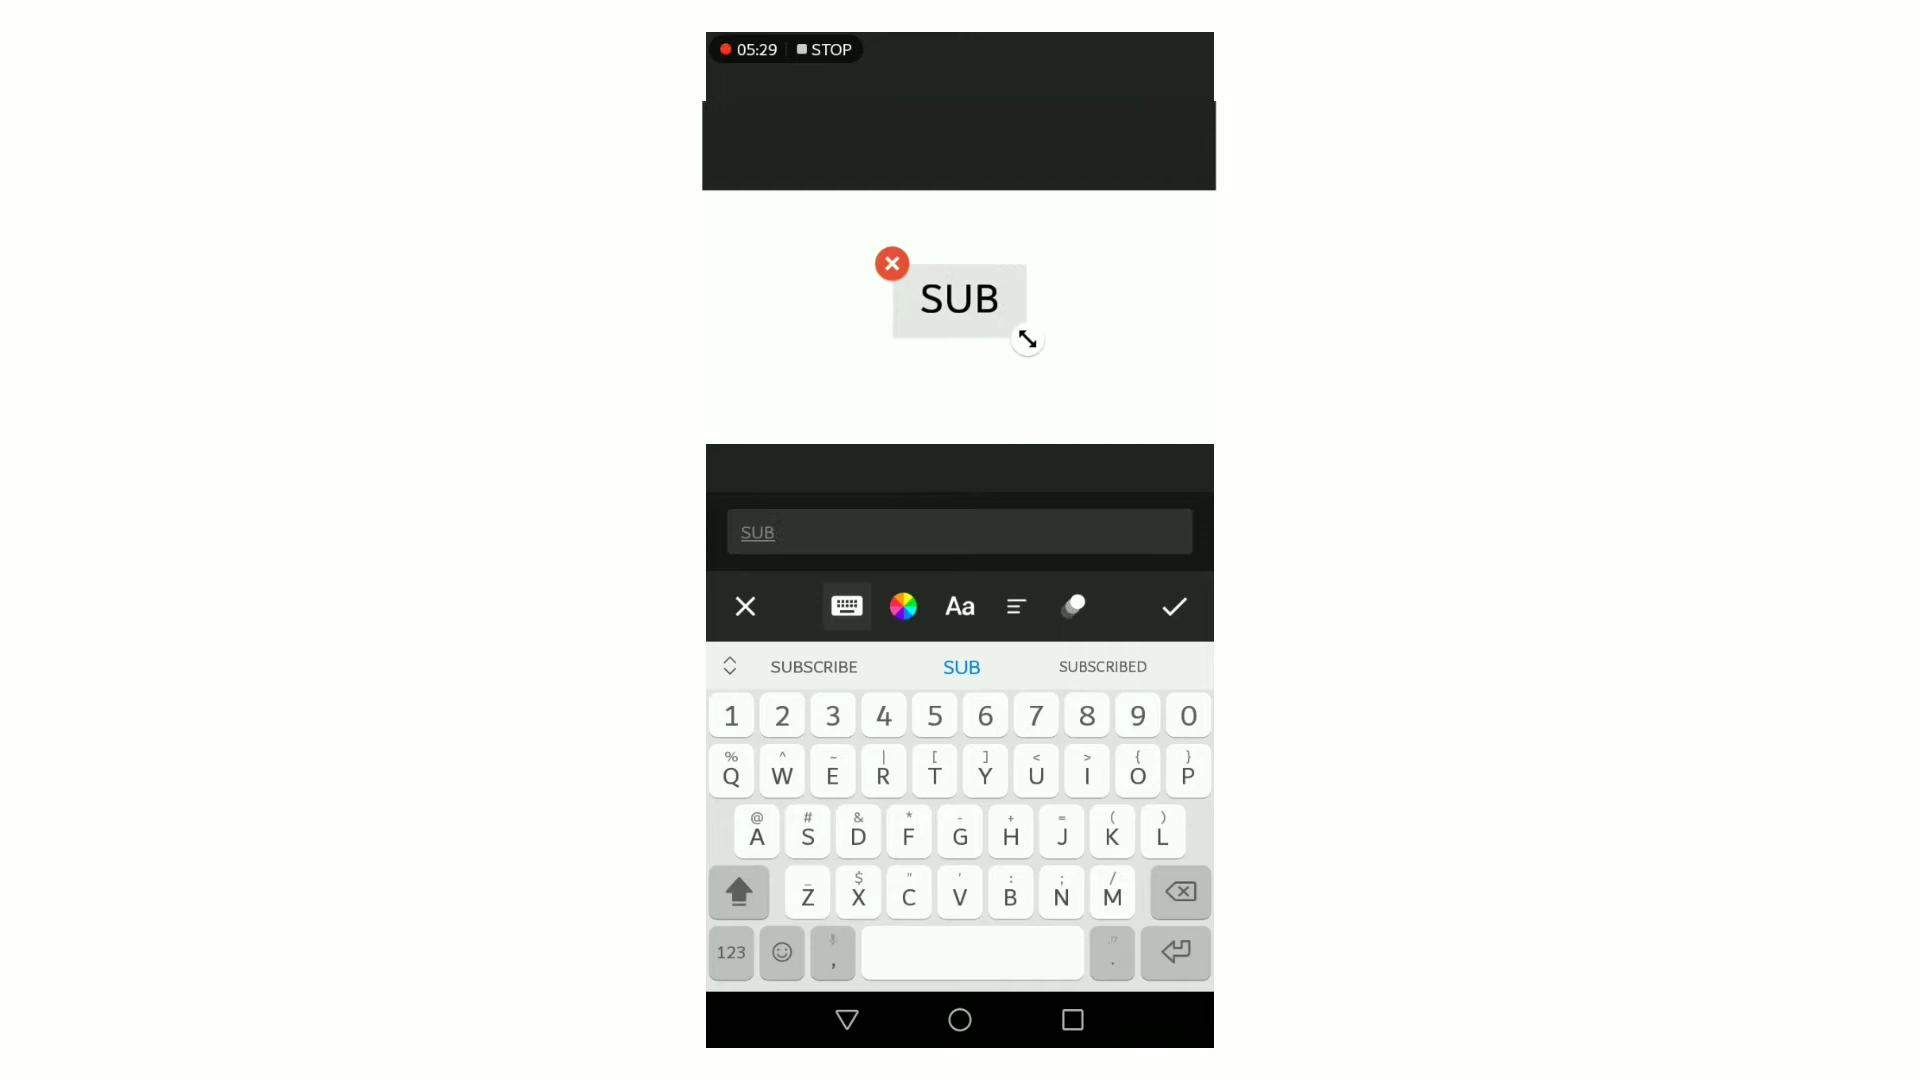 05:29 STOP
SUB
SUB
Aa
SUBSCRIBE SUB SUBSCRIBED
1 2 3 4 5 6 7 8 9 0
% ^ ~ | [ ] < > { }
Q W E R T Y U I O P
@ # & * - + = ( )
A S D F G H J K L
_ $ " ' : ; /
Z X C V B N M
123 , .